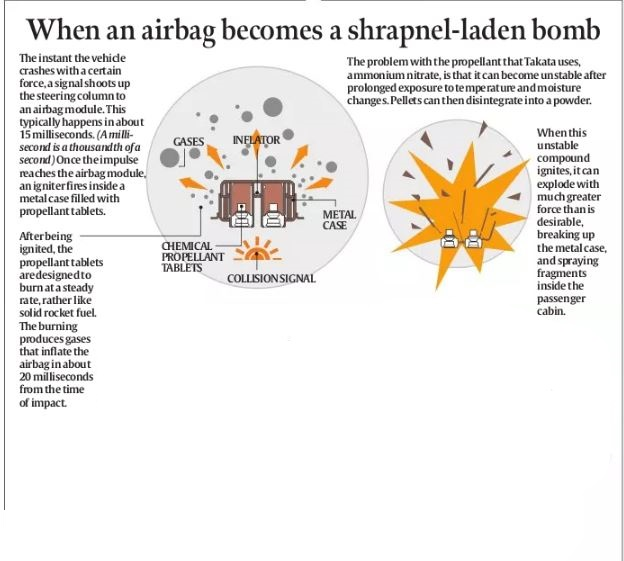 When an airbag becomes a shrapnel-laden bomb
The instant the vehicle
crashes with a certain
force, a signal shoots up
the steering column to
an airbag module. This
typically happens in about
15 milliseconds. (A milli-
second is a thousandth of a
second) Once the impulse
reaches the airbag module,
an igniter fires inside a
metal case filled with
propellant tablets.
After being
ignited, the
propellant tablets
are designed to
burn at a steady
rate, rather like
solid rocket fuel.
The burning
produces gases
that inflate the
airbag in about
20 milliseconds
from the time
of impact.
GASES
INFLATOR
METAL
CASE
CHEMICAL
PROPELLANT
TABLETS
COLLISION SIGNAL
The problem with the propellant that Takata uses,
ammonium nitrate, is that it can become unstable after
prolonged exposure to temperature and moisture
changes. Pellets can then disintegrate into a powder.
When this
unstable
compound
ignites, it can
explode with
much greater
force than is
desirable,
breaking up
the metal case,
and spraying
fragments
inside the
passenger
cabin.